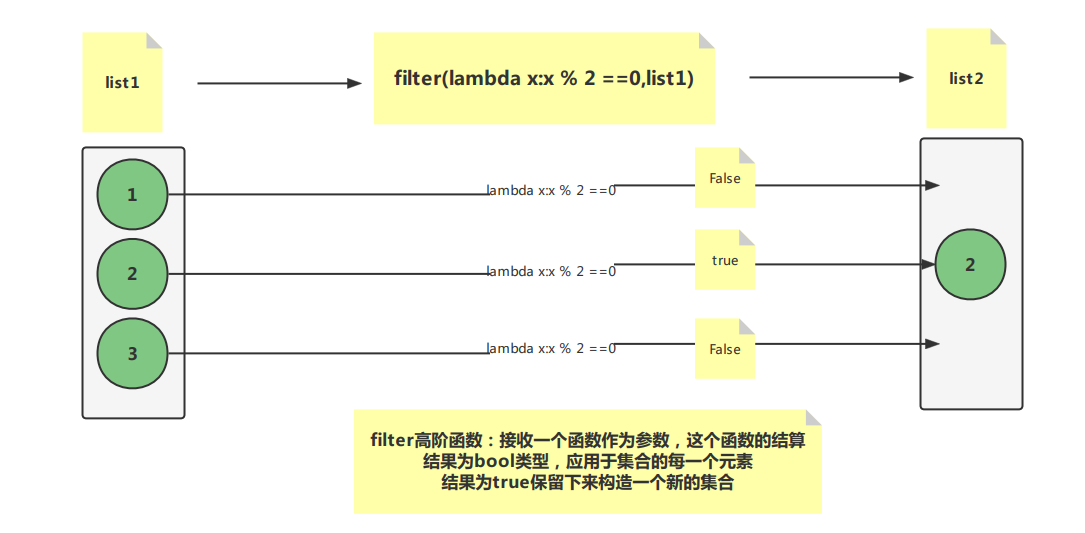 list1
filter(lambda x:x % 2 ==0,list1)
list2
1
lambda x:x % 2 ==0
False
2
lambda x:x % 2 ==0
true
2
3
lambda x:x % 2 ==0
False
filter高阶函数：接收一个函数作为参数，这个函数的结算
结果为bool类型，应用于集合的每一个元素
结果为true保留下来构造一个新的集合